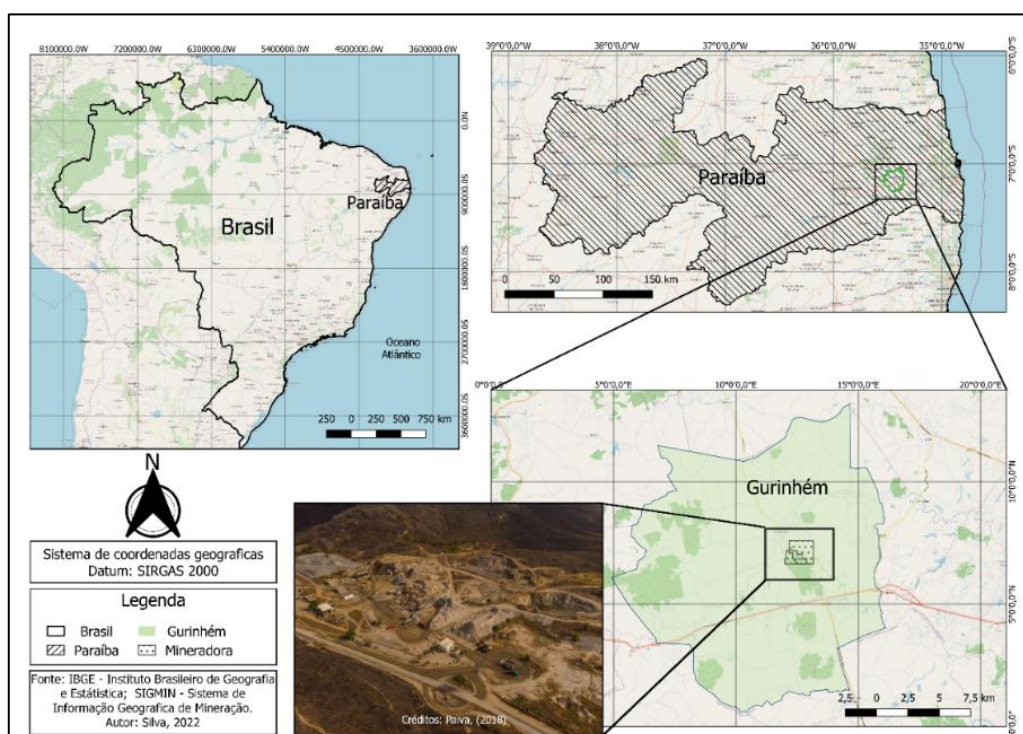 8100000.0W 7200000.0W 6300000.0W 5400000.0W 4500000.0W 3600000.0W
0.0N
900000.0S
1800000.0S
2700000.0S
3600000.0S
Brasil
Paraíba
Oceano
Atlântico
250 0 250 500 750 km
39°0'0.0"W 38°0'0.0"W 37°0'0.0"W 36°0'0.0"W 35°0'0.0"W
6°0'0.0"S
7°0'0.0"S
8°0'0.0"S
Paraíba
0 50 100 150 km
0°0'0.0"E 5°0'0.0"E 10°0'0.0"E 15°0'0.0"E 20°0'0.0"E
10°0'0.0"N
5°0'0.0"N
0°0'0.0"
Gurinhém
2,5 0 2,5 5 7,5 km
N
Sistema de coordenadas geograficas
Datum: SIRGAS 2000
Legenda
Brasil Gurinhém
Paraíba Mineradora
Fonte: IBGE - Instituto Brasileiro de Geografia
e Estátistica; SIGMIN - Sistema de
Informação Geografica de Mineração.
Autor: Silva, 2022
Créditos: Paiva, (2018)